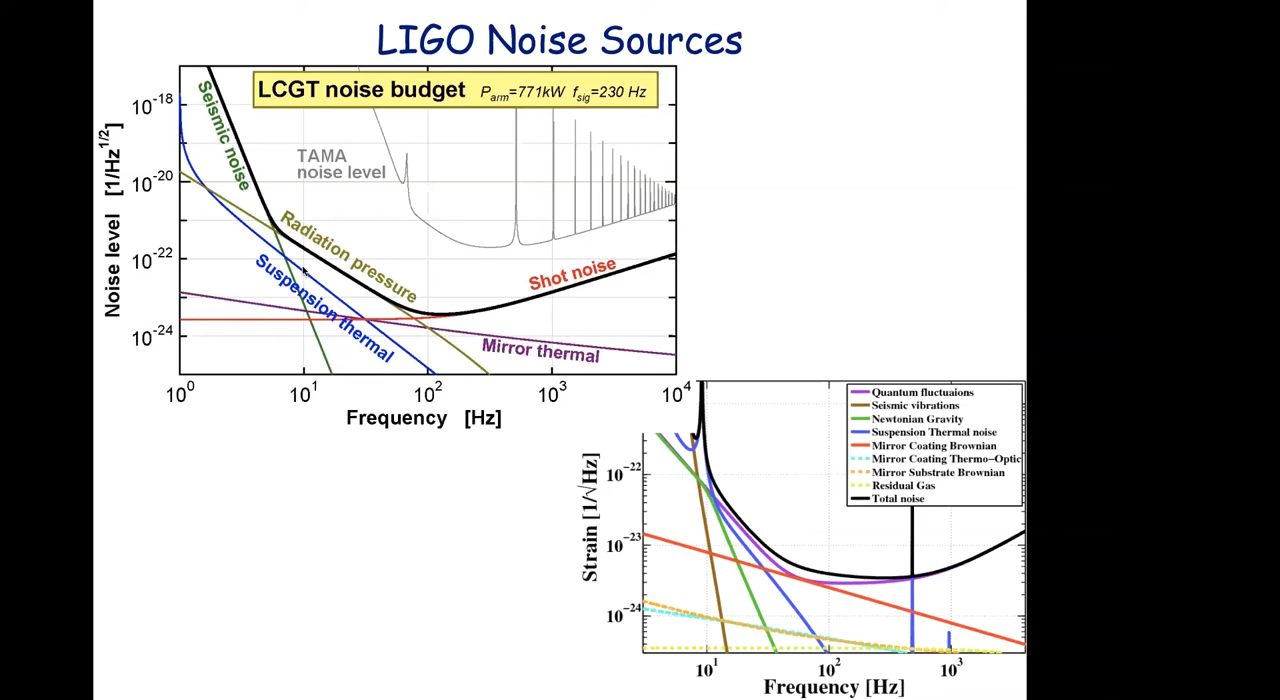 LIGO Noise Sources
LCGT noise budget P_arm=771kW f_sig=230 Hz
Noise level [1/Hz^1/2]
10^-18
10^-20
10^-22
10^-24
Seismic noise
TAMA
noise level
Radiation pressure
Suspension thermal
Shot noise
Mirror thermal
10^0
10^1
10^2
10^3
10^4
Frequency [Hz]
Quantum fluctuaions
Seismic vibrations
Newtonian Gravity
Suspension Thermal noise
Mirror Coating Brownian
Mirror Coating Thermo-Optic
Mirror Substrate Brownian
Residual Gas
Total noise
Strain [1/√Hz]
10^-22
10^-23
10^-24
10^1
10^2
10^3
Frequency [Hz]